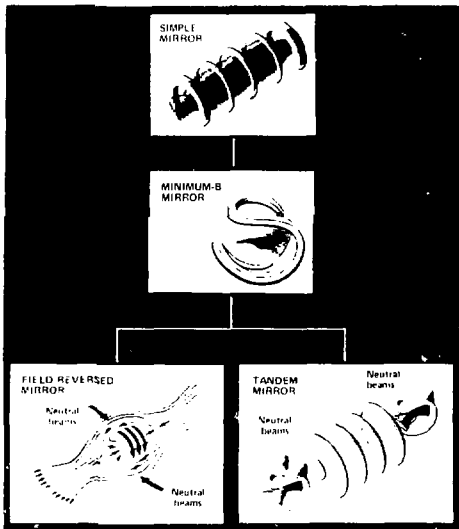 SIMPLE
MIRROR
MINIMUM-B
MIRROR
FIELD REVERSED
MIRROR
Neutral
beams
Neutral
beams
TANDEM
MIRROR
Neutral
beams
Neutral
beams